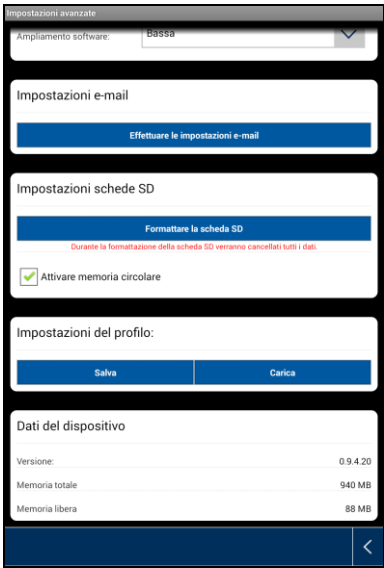 Impostazioni avanzate
Ampliamento software:
Bassa
Impostazioni e-mail
Effettuare le impostazioni e-mail
Impostazioni schede SD
Formattare la scheda SD
Durante la formattazione della scheda SD verranno cancellati tutti i dati.
Attivare memoria circolare
Impostazioni del profilo:
Salva Carica
Dati del dispositivo
Versione: 0.9.4.20
Memoria totale 940 MB
Memoria libera 88 MB